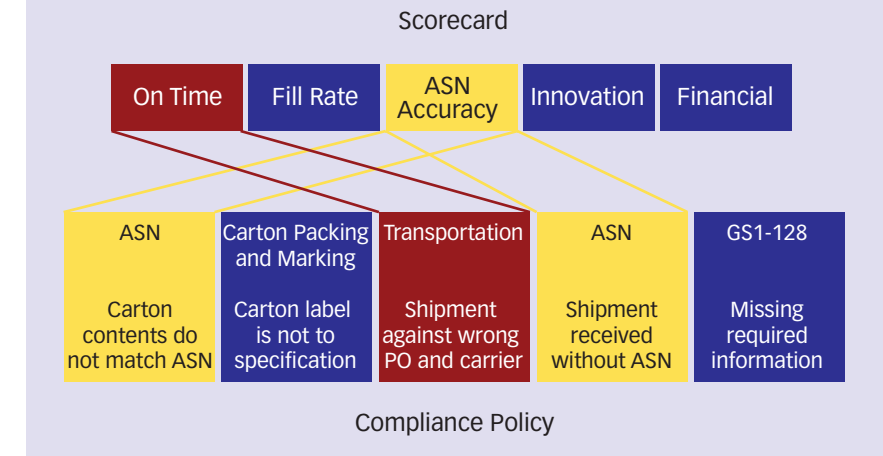 Scorecard
On Time
Fill Rate
ASN
Accuracy
Innovation
Financial
ASN
Carton
contents do
not match ASN
Carton Packing
and Marking
Carton label
is not to
specification
Transportation
Shipment
against wrong
PO and carrier
ASN
Shipment
received
without ASN
GS1-128
Missing
required
information
Compliance Policy